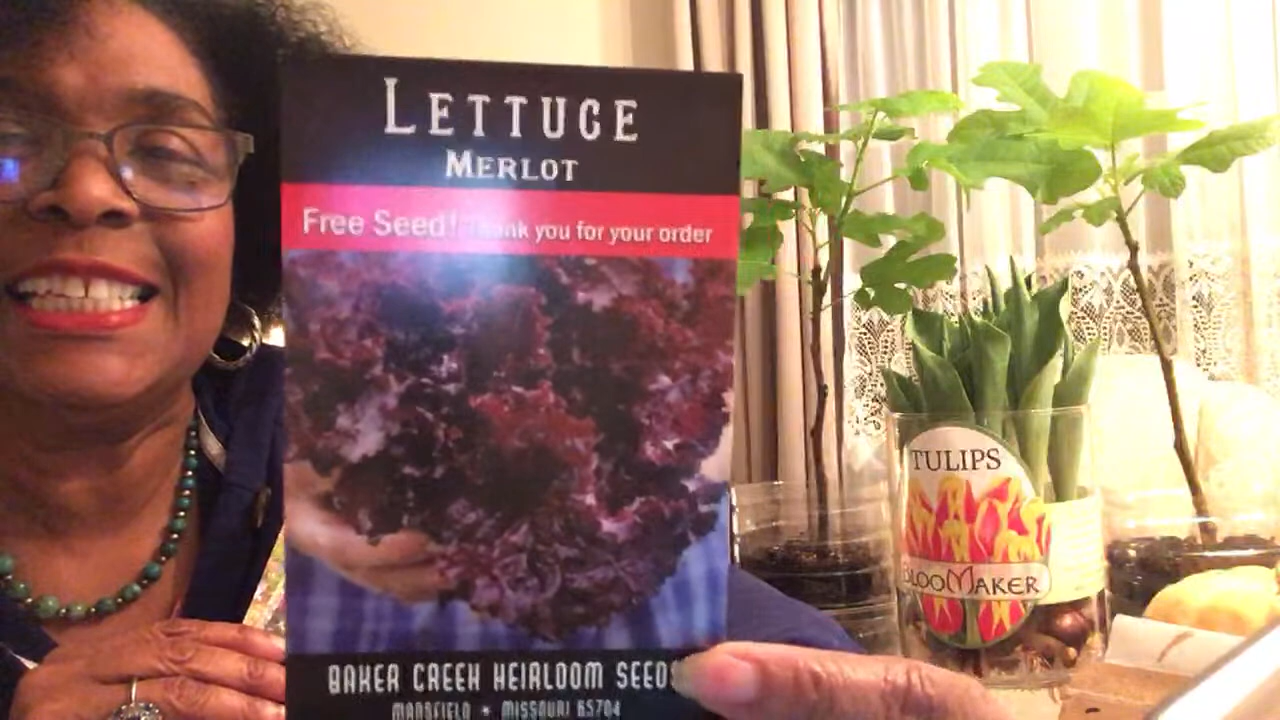 LETTUCE
MERLOT
Free Seed! Thank you for your order
BAKER CREEK HEIRLOOM SEEDS
MANSFIELD * MISSOURI 65704
TULIPS
BLOOMAKER